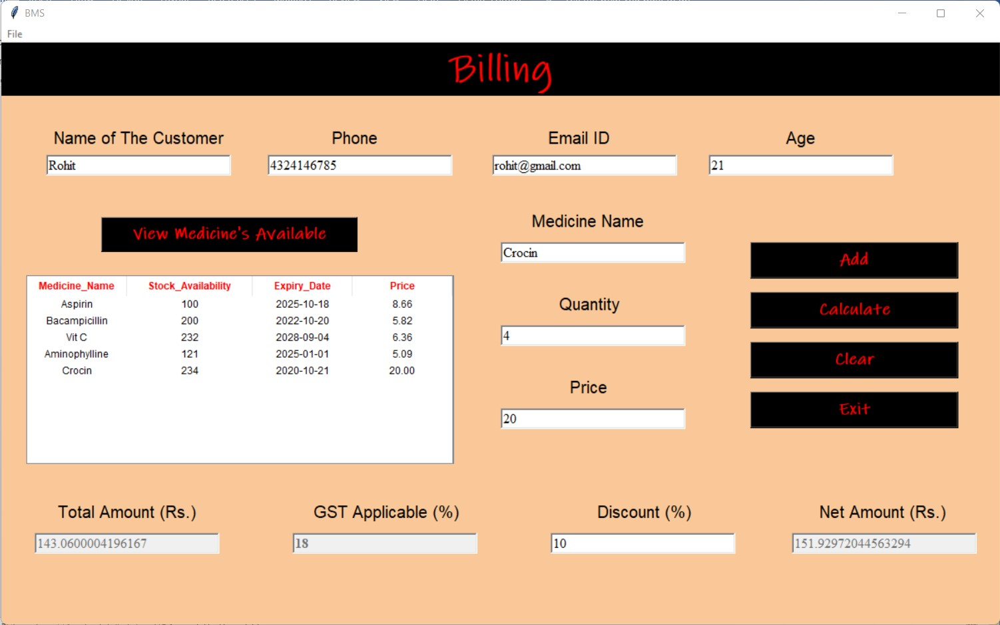 BMS
File
Billing
Name of The Customer Phone Email ID Age
Rohit 4324146785 rohit@gmail.com 21
View Medicine's Available
Medicine Name
Crocin
Add
Medicine_Name Stock_Availability Expiry_Date Price
Aspirin 100 2025-10-18 8.66
Bacampicillin 200 2022-10-20 5.82
Vit C 232 2028-09-04 6.36
Aminophylline 121 2025-01-01 5.09
Crocin 234 2020-10-21 20.00
Quantity
4
Price
20
Calculate
Clear
Exit
Total Amount (Rs.) GST Applicable (%) Discount (%) Net Amount (Rs.)
143.0600004196167 18 10 151.92972044563294